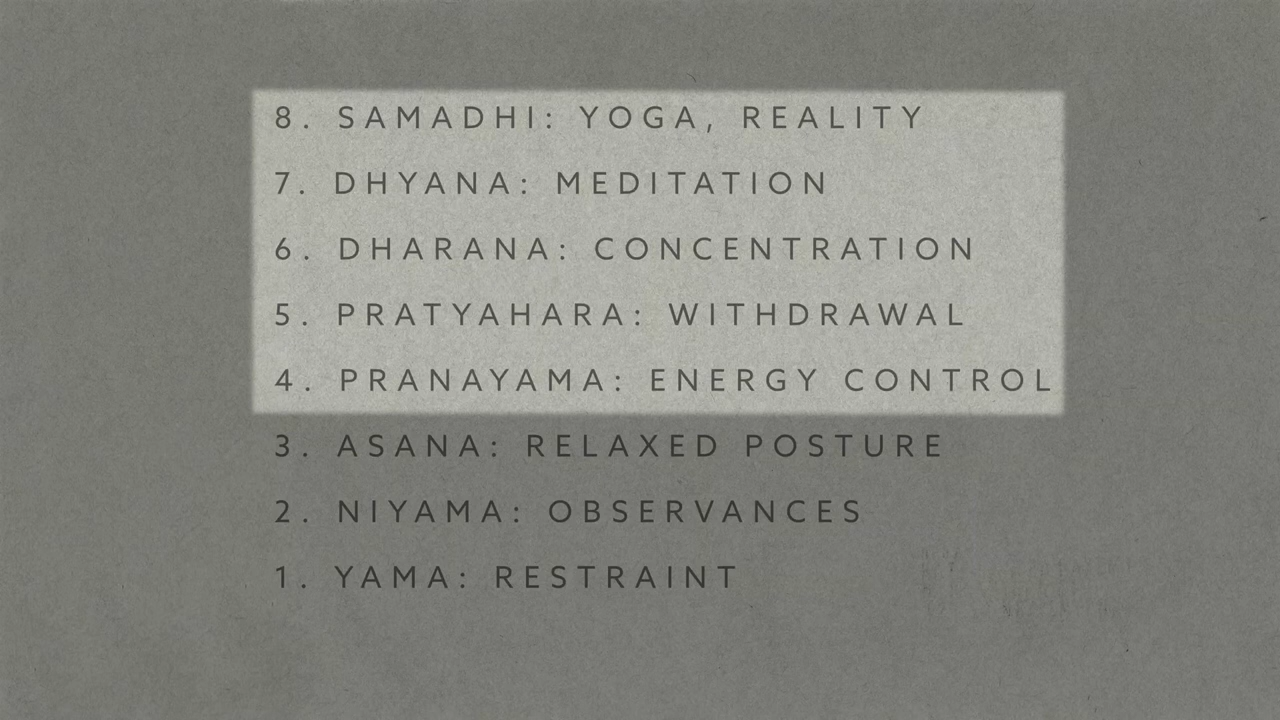 8. SAMADHI: YOGA, REALITY
7. DHYANA: MEDITATION
6. DHARANA: CONCENTRATION
5. PRATYAHARA: WITHDRAWAL
4. PRANAYAMA: ENERGY CONTROL
3. ASANA: RELAXED POSTURE
2. NIYAMA: OBSERVANCES
1. YAMA: RESTRAINT